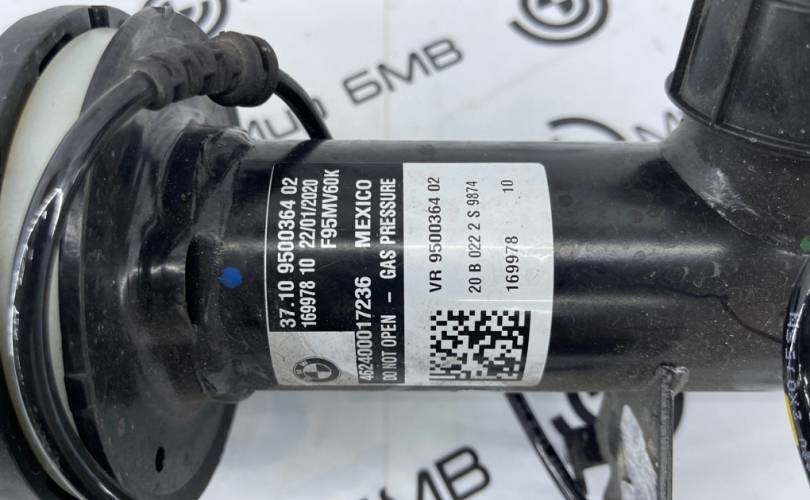 БМВ
37.10 9500364 02
169978 10 22/01/2020
F95MV60K
462400017236 MEXICO
DO NOT OPEN - GAS PRESSURE
VR 9500364 02
20 B 022 2 S 9874
169978 10
БМВ